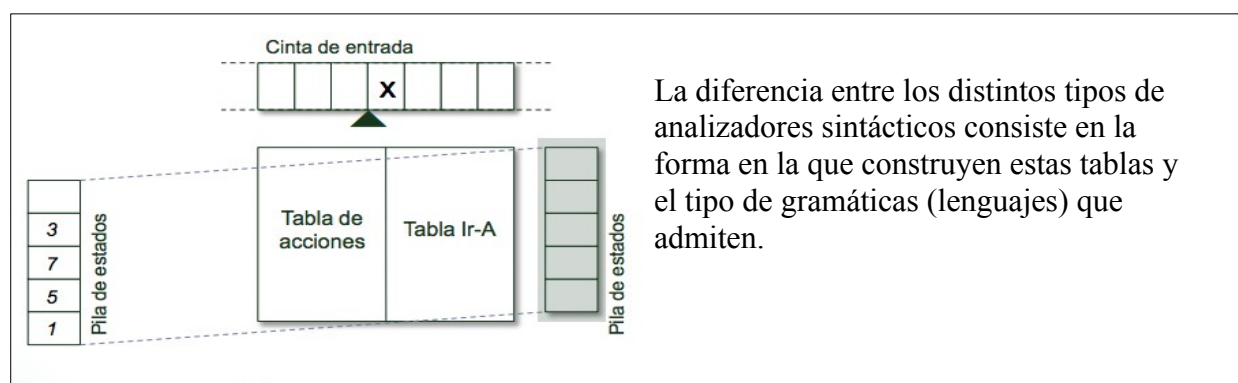 Cinta de entrada
X
3
7
5
1
Pila de estados
Tabla de
acciones
Tabla Ir-A
Pila de estados
La diferencia entre los distintos tipos de
analizadores sintácticos consiste en la
forma en la que construyen estas tablas y
el tipo de gramáticas (lenguajes) que
admiten.